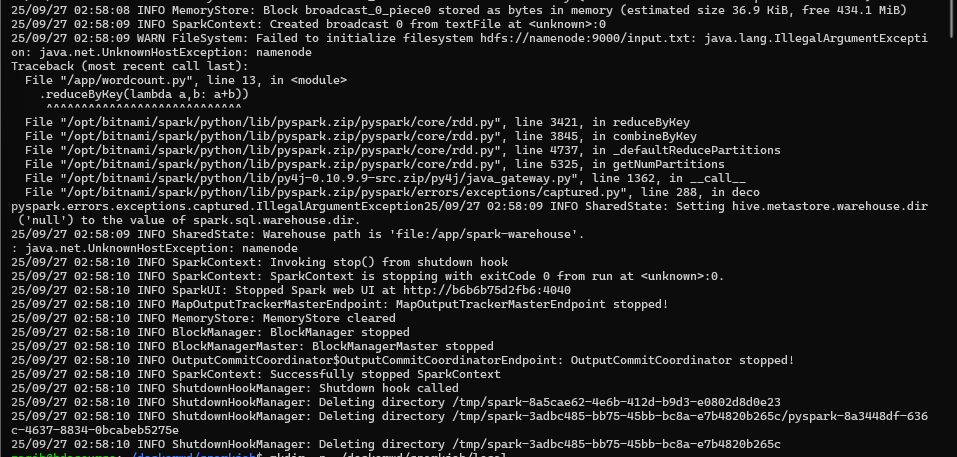 25/09/27 02:58:08 INFO MemoryStore: Block broadcast_0_piece0 stored as bytes in memory (estimated size 36.9 KiB, free 434.1 MiB)
25/09/27 02:58:09 INFO SparkContext: Created broadcast 0 from textFile at <unknown>:0
25/09/27 02:58:09 WARN FileSystem: Failed to initialize filesystem hdfs://namenode:9000/input.txt: java.lang.IllegalArgumentExcepti
on: java.net.UnknownHostException: namenode
Traceback (most recent call last):
  File "/app/wordcount.py", line 13, in <module>
    .reduceByKey(lambda a,b: a+b))
     ^^^^^^^^^^^^^^^^^^^^^^^^^^^^
  File "/opt/bitnami/spark/python/lib/pyspark.zip/pyspark/core/rdd.py", line 3421, in reduceByKey
  File "/opt/bitnami/spark/python/lib/pyspark.zip/pyspark/core/rdd.py", line 3845, in combineByKey
  File "/opt/bitnami/spark/python/lib/pyspark.zip/pyspark/core/rdd.py", line 4737, in _defaultReducePartitions
  File "/opt/bitnami/spark/python/lib/pyspark.zip/pyspark/core/rdd.py", line 5325, in getNumPartitions
  File "/opt/bitnami/spark/python/lib/py4j-0.10.9.9-src.zip/py4j/java_gateway.py", line 1362, in __call__
  File "/opt/bitnami/spark/python/lib/pyspark.zip/pyspark/errors/exceptions/captured.py", line 288, in deco
pyspark.errors.exceptions.captured.IllegalArgumentException25/09/27 02:58:09 INFO SharedState: Setting hive.metastore.warehouse.dir
 ('null') to the value of spark.sql.warehouse.dir.
25/09/27 02:58:09 INFO SharedState: Warehouse path is 'file:/app/spark-warehouse'.
: java.net.UnknownHostException: namenode
25/09/27 02:58:10 INFO SparkContext: Invoking stop() from shutdown hook
25/09/27 02:58:10 INFO SparkContext: SparkContext is stopping with exitCode 0 from run at <unknown>:0.
25/09/27 02:58:10 INFO SparkUI: Stopped Spark web UI at http://b6b6b75d2fb6:4040
25/09/27 02:58:10 INFO MapOutputTrackerMasterEndpoint: MapOutputTrackerMasterEndpoint stopped!
25/09/27 02:58:10 INFO MemoryStore: MemoryStore cleared
25/09/27 02:58:10 INFO BlockManager: BlockManager stopped
25/09/27 02:58:10 INFO BlockManagerMaster: BlockManagerMaster stopped
25/09/27 02:58:10 INFO OutputCommitCoordinator$OutputCommitCoordinatorEndpoint: OutputCommitCoordinator stopped!
25/09/27 02:58:10 INFO SparkContext: Successfully stopped SparkContext
25/09/27 02:58:10 INFO ShutdownHookManager: Shutdown hook called
25/09/27 02:58:10 INFO ShutdownHookManager: Deleting directory /tmp/spark-8a5cae62-4e6b-412d-b9d3-e0802d8d0e23
25/09/27 02:58:10 INFO ShutdownHookManager: Deleting directory /tmp/spark-3adbc485-bb75-45bb-bc8a-e7b4820b265c/pyspark-8a3448df-636
c-4637-8834-0bcabeb5275e
25/09/27 02:58:10 INFO ShutdownHookManager: Deleting directory /tmp/spark-3adbc485-bb75-45bb-bc8a-e7b4820b265c